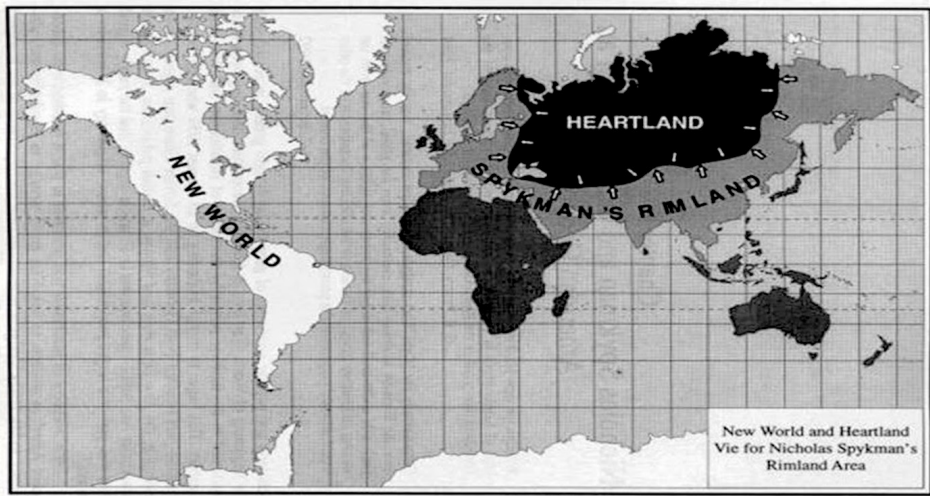 HEARTLAND
NEW WORLD
SPYKMAN'S RIMLAND
New World and Heartland
Vie for Nicholas Spykman's
Rimland Area